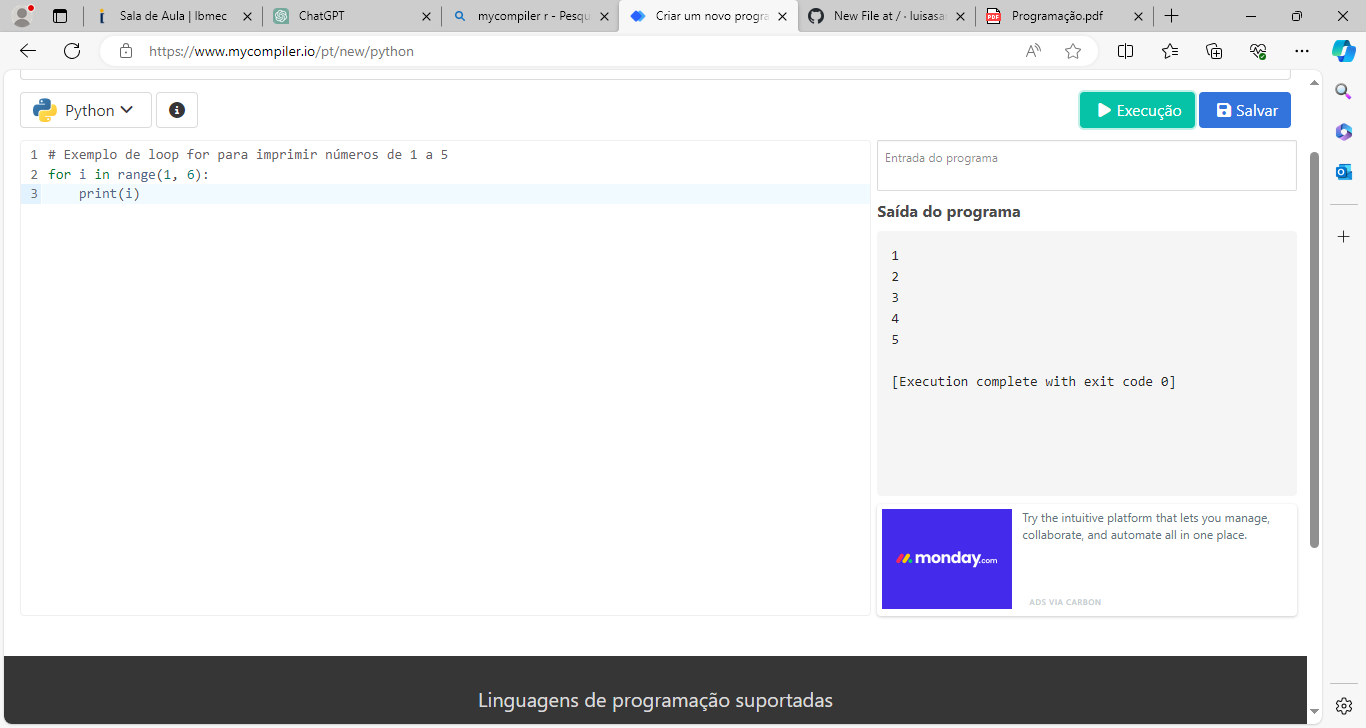 Sala de Aula | Ibmec
ChatGPT
mycompiler r - Pesqu
Criar um novo progra
New File at / · luisasa
Programação.pdf
https://www.mycompiler.io/pt/new/python
Python
Execução
Salvar
1 # Exemplo de loop for para imprimir números de 1 a 5
2 for i in range(1, 6):
3 print(i)
Entrada do programa
Saída do programa
1
2
3
4
5
[Execution complete with exit code 0]
monday.com
Try the intuitive platform that lets you manage,
collaborate, and automate all in one place.
ADS VIA CARBON
Linguagens de programação suportadas